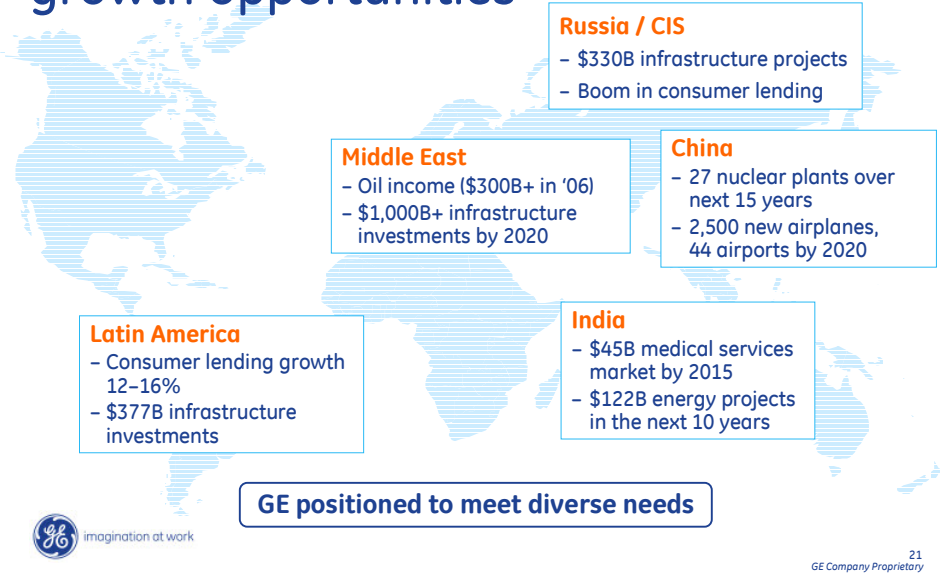 growth opportunities
Russia / CIS
– $330B infrastructure projects
– Boom in consumer lending
Middle East
– Oil income ($300B+ in ‘06)
– $1,000B+ infrastructure
investments by 2020
China
– 27 nuclear plants over
next 15 years
– 2,500 new airplanes,
44 airports by 2020
Latin America
– Consumer lending growth
12–16%
– $377B infrastructure
investments
India
– $45B medical services
market by 2015
– $122B energy projects
in the next 10 years
GE positioned to meet diverse needs
GE imagination at work
21
GE Company Proprietary